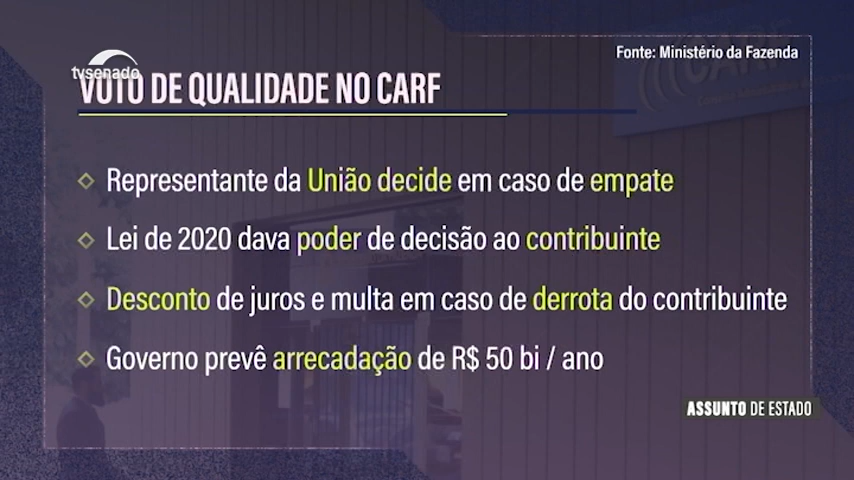 Fonte: Ministério da Fazenda
tvsenado
VOTO DE QUALIDADE NO CARF
Representante da União decide em caso de empate
Lei de 2020 dava poder de decisão ao contribuinte
Desconto de juros e multa em caso de derrota do contribuinte
Governo prevê arrecadação de R$ 50 bi / ano
ASSUNTO DE ESTADO